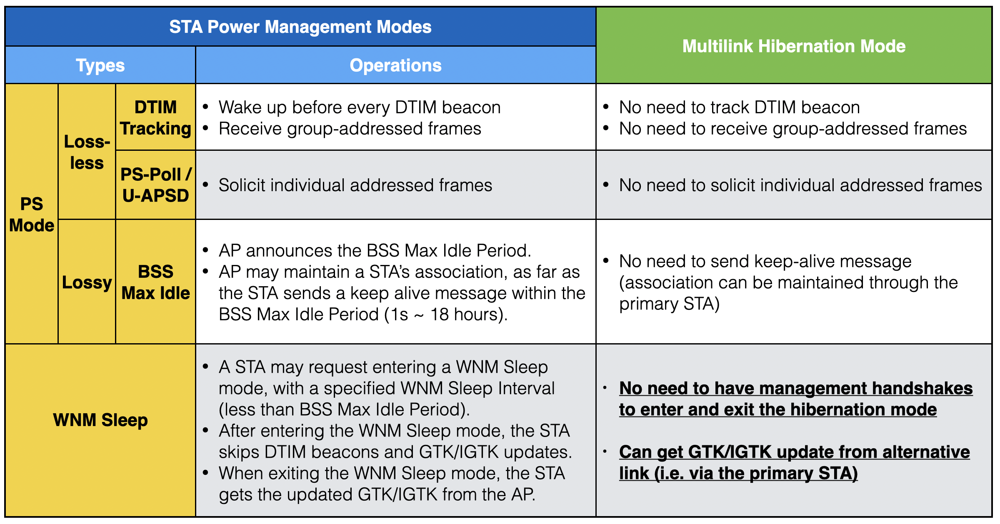 STA Power Management Modes
Multilink Hibernation Mode
Types
Operations
PS
Mode
Loss-
less
DTIM
Tracking
• Wake up before every DTIM beacon
• Receive group-addressed frames
• No need to track DTIM beacon
• No need to receive group-addressed frames
PS-Poll /
U-APSD
• Solicit individual addressed frames
• No need to solicit individual addressed frames
Lossy
BSS
Max Idle
• AP announces the BSS Max Idle Period.
• AP may maintain a STA’s association, as far as
the STA sends a keep alive message within the
BSS Max Idle Period (1s ~ 18 hours).
• No need to send keep-alive message
(association can be maintained through the
primary STA)
WNM Sleep
• A STA may request entering a WNM Sleep
mode, with a specified WNM Sleep Interval
(less than BSS Max Idle Period).
• After entering the WNM Sleep mode, the STA
skips DTIM beacons and GTK/IGTK updates.
• When exiting the WNM Sleep mode, the STA
gets the updated GTK/IGTK from the AP.
• No need to have management handshakes
to enter and exit the hibernation mode
• Can get GTK/IGTK update from alternative
link (i.e. via the primary STA)